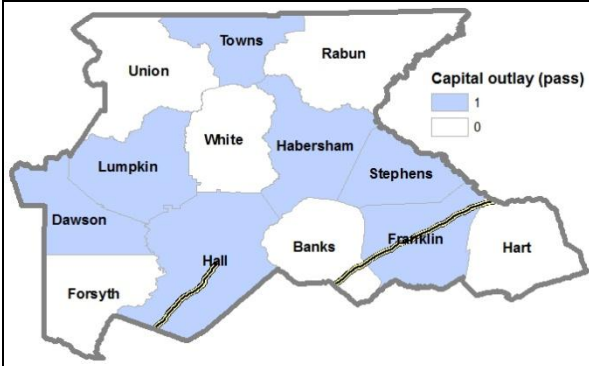 Towns
Union
Rabun
Capital outlay (pass)
1
0
White
Habersham
Lumpkin
Stephens
Dawson
Hall
Banks
Franklin
Hart
Forsyth